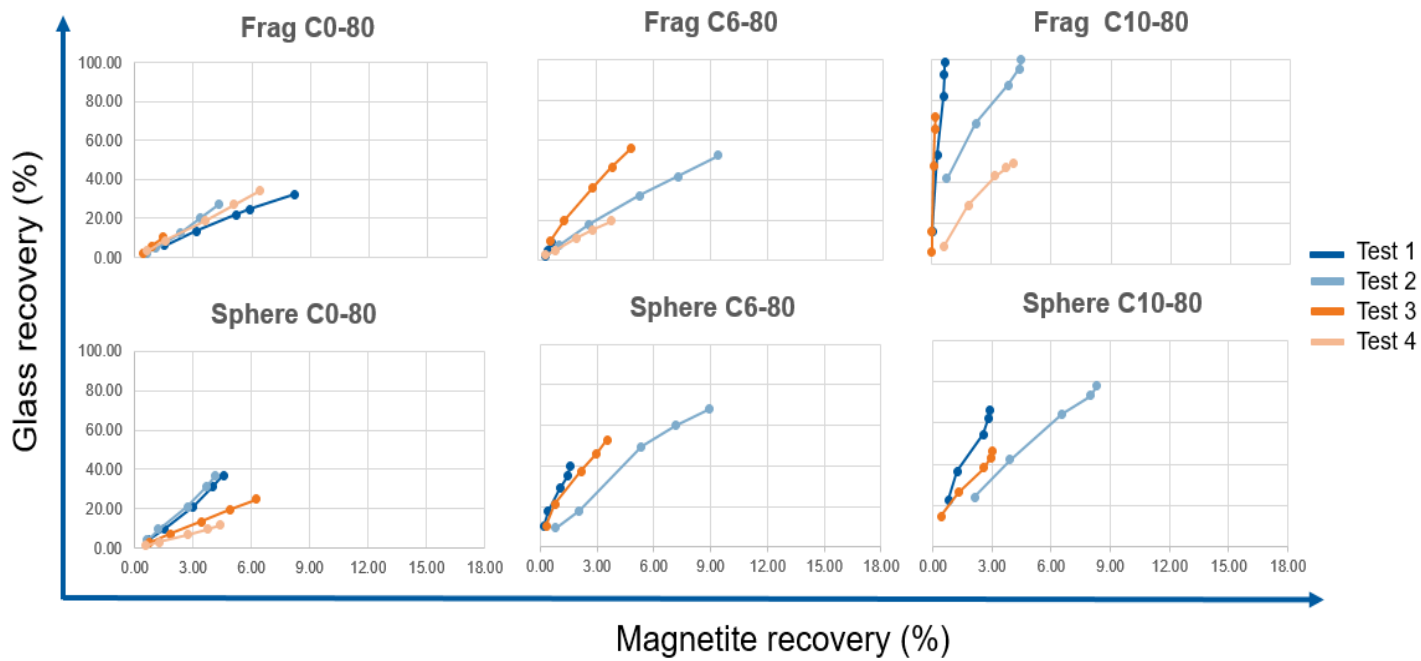 Frag C0-80
Frag C6-80
Frag C10-80
100.00
80.00
60.00
40.00
20.00
0.00
Glass recovery (%)
Test 1
Test 2
Test 3
Test 4
Sphere C0-80
Sphere C6-80
Sphere C10-80
100.00
80.00
60.00
40.00
20.00
0.00
0.00 3.00 6.00 9.00 12.00 15.00 18.00
0.00 3.00 6.00 9.00 12.00 15.00 18.00
0.00 3.00 6.00 9.00 12.00 15.00 18.00
Magnetite recovery (%)